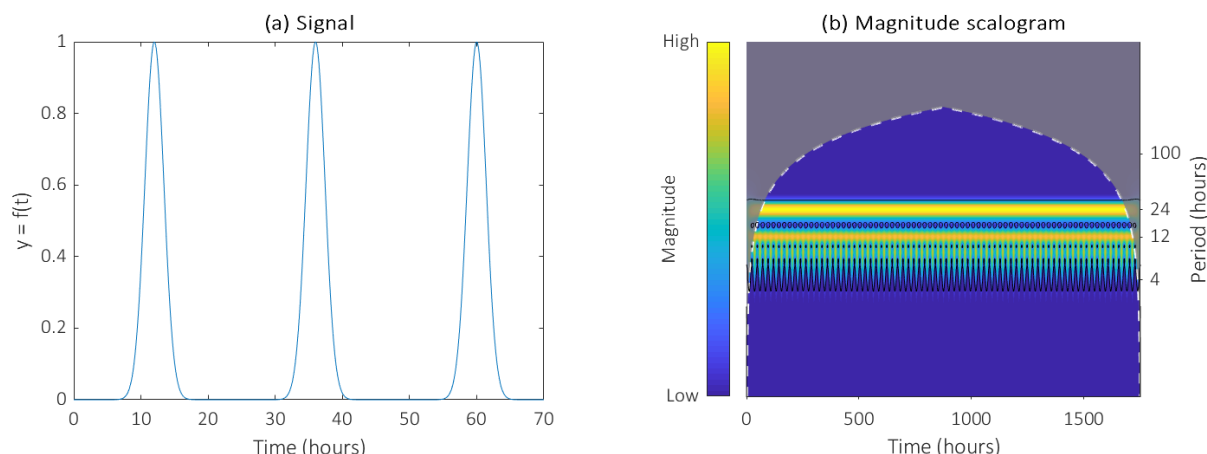 (a) Signal
1
0.8
0.6
0.4
0.2
0
y = f(t)
0 10 20 30 40 50 60 70
Time (hours)
(b) Magnitude scalogram
High
Magnitude
Low
100
24
12
4
Period (hours)
0 500 1000 1500
Time (hours)